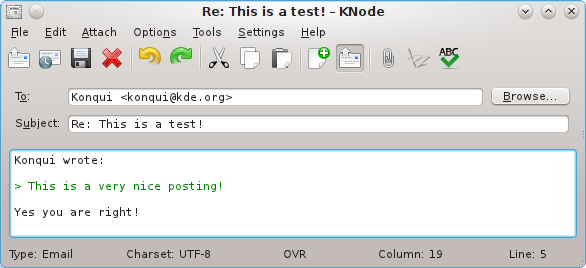 Re: This is a test! – KNode
File Edit Attach Options Tools Settings Help
ABC
To: Konqui <konqui@kde.org> Browse...
Subject: Re: This is a test!
Konqui wrote:
> This is a very nice posting!
Yes you are right!
Type: Email Charset: UTF-8 OVR Column: 19 Line: 5